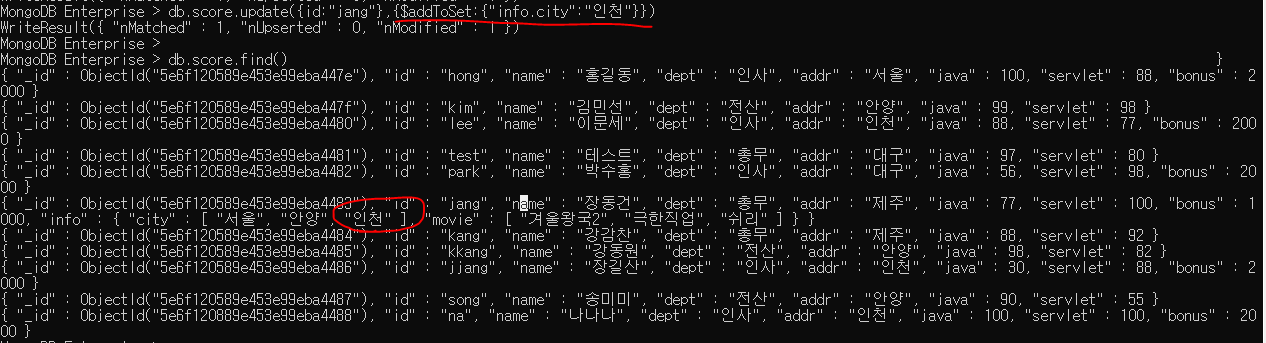 MongoDB Enterprise > db.score.update({id:"jang"},{$addToSet:{"info.city":"인천"}})
WriteResult({ "nMatched" : 1, "nUpserted" : 0, "nModified" : 1 })
MongoDB Enterprise >
MongoDB Enterprise > db.score.find() }
{ "_id" : ObjectId("5e6f120589e453e99eba447e"), "id" : "hong", "name" : "홍길동", "dept" : "인사", "addr" : "서울", "java" : 100, "servlet" : 88, "bonus" : 2
000 }
{ "_id" : ObjectId("5e6f120589e453e99eba447f"), "id" : "kim", "name" : "김민선", "dept" : "전산", "addr" : "안양", "java" : 99, "servlet" : 98 }
{ "_id" : ObjectId("5e6f120589e453e99eba4480"), "id" : "lee", "name" : "이문세", "dept" : "인사", "addr" : "인천", "java" : 88, "servlet" : 77, "bonus" : 200
0 }
{ "_id" : ObjectId("5e6f120589e453e99eba4481"), "id" : "test", "name" : "테스트", "dept" : "총무", "addr" : "대구", "java" : 97, "servlet" : 80 }
{ "_id" : ObjectId("5e6f120589e453e99eba4482"), "id" : "park", "name" : "박수홍", "dept" : "인사", "addr" : "대구", "java" : 56, "servlet" : 98, "bonus" : 20
00 }
{ "_id" : ObjectId("5e6f120589e453e99eba4483"), "id" : "jang", "name" : "장동건", "dept" : "총무", "addr" : "제주", "java" : 77, "servlet" : 100, "bonus" : 1
000, "info" : { "city" : [ "서울", "안양", "인천" ], "movie" : [ "겨울왕국2", "극한직업", "쉬리" ] } }
{ "_id" : ObjectId("5e6f120589e453e99eba4484"), "id" : "kang", "name" : "강감찬", "dept" : "총무", "addr" : "제주", "java" : 88, "servlet" : 92 }
{ "_id" : ObjectId("5e6f120589e453e99eba4485"), "id" : "kkang", "name" : "강동원", "dept" : "전산", "addr" : "안양", "java" : 98, "servlet" : 82 }
{ "_id" : ObjectId("5e6f120589e453e99eba4486"), "id" : "jjang", "name" : "장길산", "dept" : "인사", "addr" : "인천", "java" : 30, "servlet" : 88, "bonus" : 2
000 }
{ "_id" : ObjectId("5e6f120589e453e99eba4487"), "id" : "song", "name" : "송미미", "dept" : "전산", "addr" : "안양", "java" : 90, "servlet" : 55 }
{ "_id" : ObjectId("5e6f120589e453e99eba4488"), "id" : "na", "name" : "나나나", "dept" : "인사", "addr" : "인천", "java" : 100, "servlet" : 100, "bonus" : 20
00 }